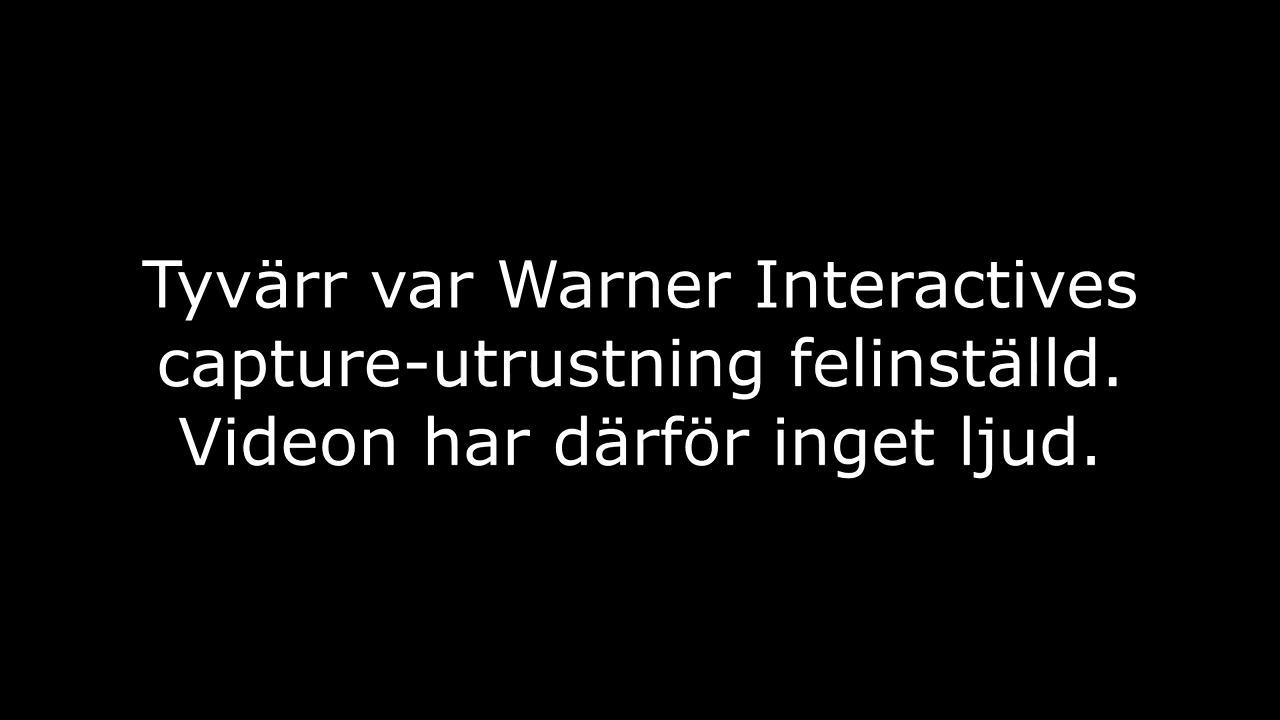 Tyvärr var Warner Interactives
capture-utrustning felinställd.
Videon har därför inget ljud.